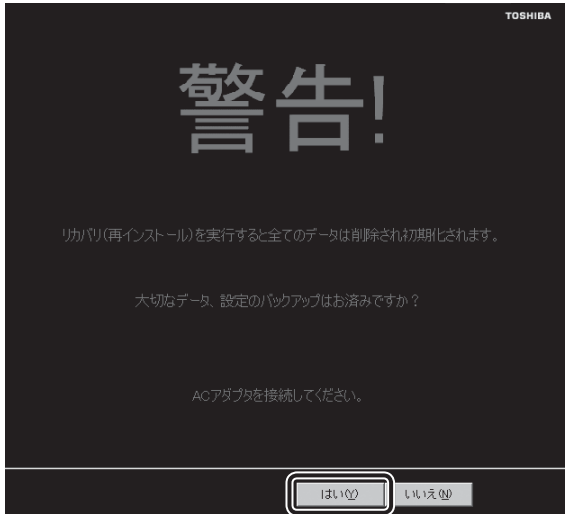 TOSHIBA
警告!
リカバリ(再インストール)を実行すると全てのデータは削除され初期化されます。
大切なデータ、設定のバックアップはお済みですか？
ACアダプタを接続してください。
はい(Y) いいえ(N)